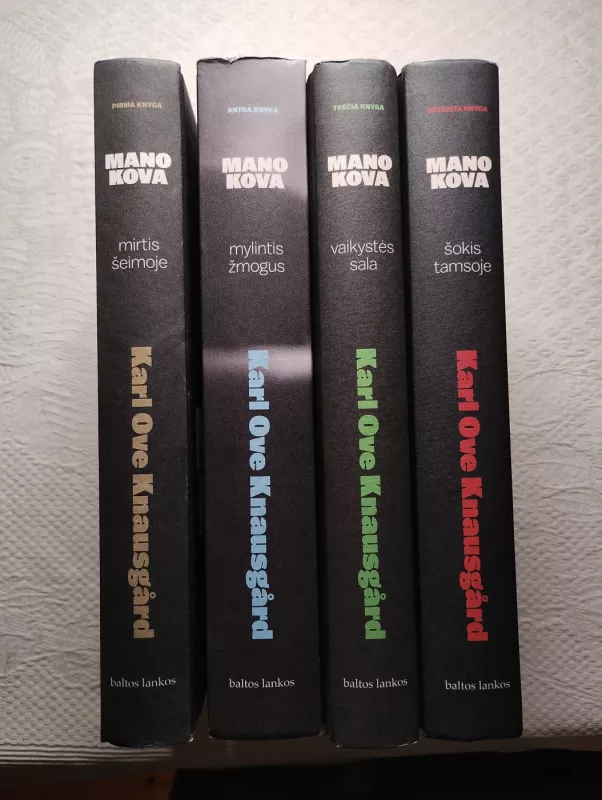 PIRMA KNYGA
MANO
KOVA
mirtis
šeimoje
Karl Ove Knausgård
baltos lankos
ANTRA KNYGA
MANO
KOVA
mylintis
žmogus
Karl Ove Knausgård
baltos lankos
TREČIA KNYGA
MANO
KOVA
vaikystės
sala
Karl Ove Knausgård
baltos lankos
KETVIRTA KNYGA
MANO
KOVA
šokis
tamsoje
Karl Ove Knausgård
baltos lankos